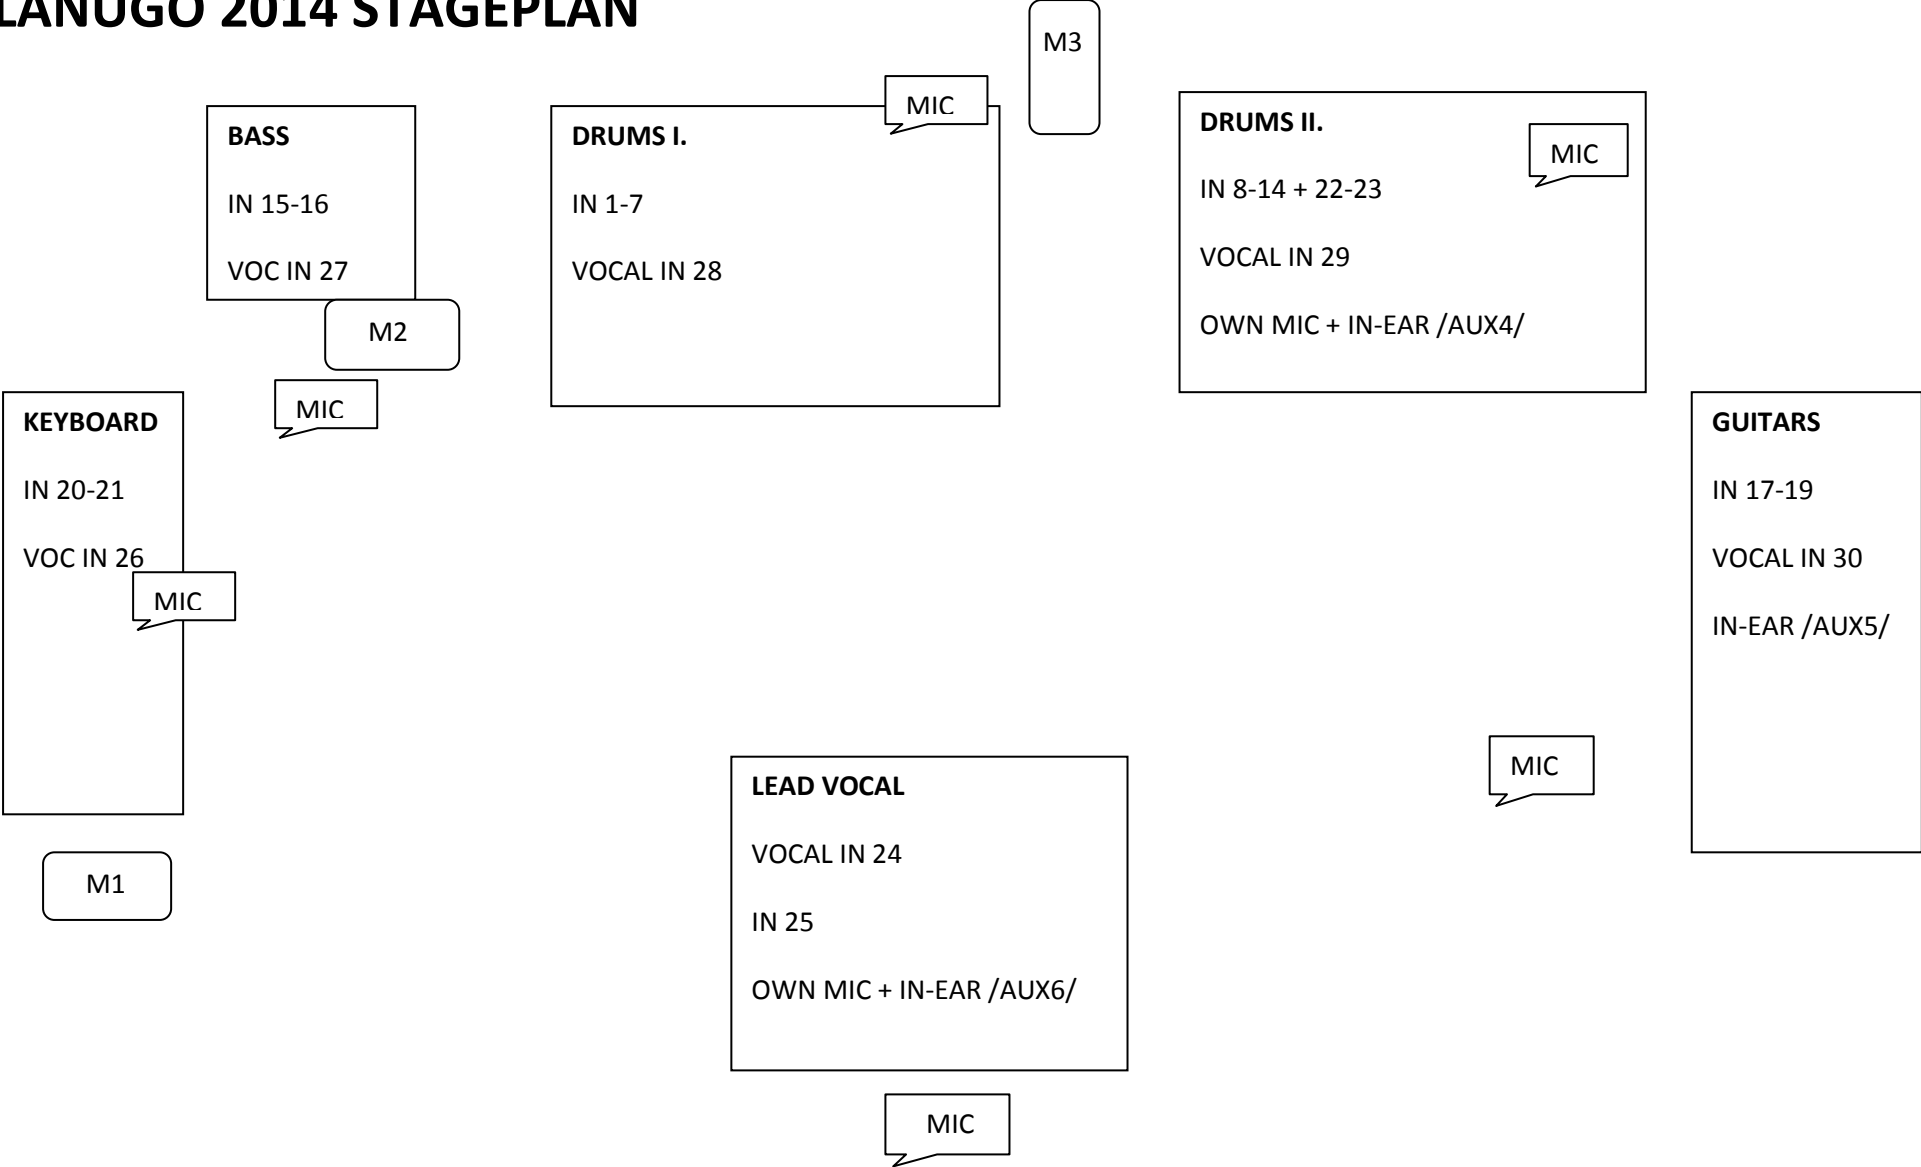 LANUGO 2014 STAGEPLAN
M3
MIC
BASS
IN 15-16
VOC IN 27
M2
MIC
DRUMS I.
IN 1-7
VOCAL IN 28
DRUMS II.
MIC
IN 8-14 + 22-23
VOCAL IN 29
OWN MIC + IN-EAR /AUX4/
KEYBOARD
IN 20-21
VOC IN 26
MIC
M1
GUITARS
IN 17-19
VOCAL IN 30
IN-EAR /AUX5/
MIC
LEAD VOCAL
VOCAL IN 24
IN 25
OWN MIC + IN-EAR /AUX6/
MIC